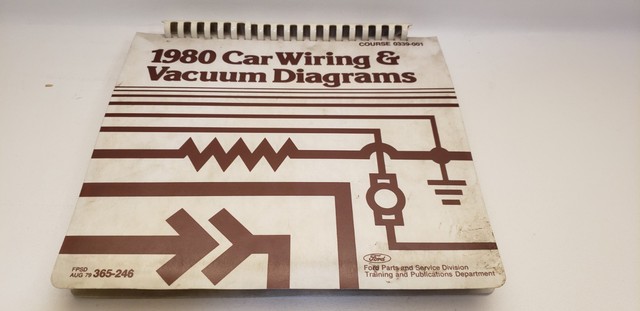 COURSE 0339-001
1980 Car Wiring &
Vacuum Diagrams
FPSD
AUG 79 365-246
Ford
Ford Parts and Service Division
Training and Publications Department